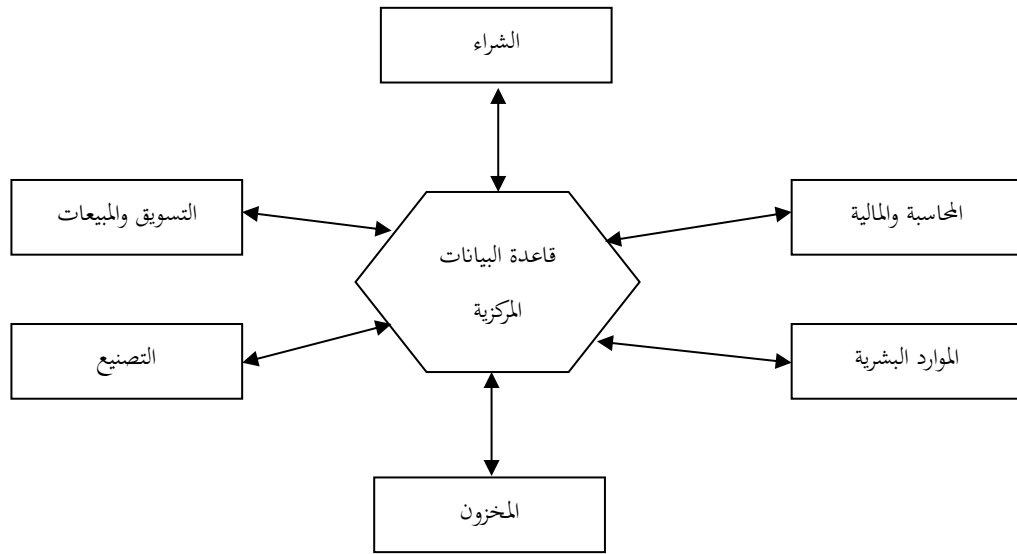 الشراء
المحاسبة والمالية
التسويق والمبيعات
قاعدة البيانات
المركزية
الموارد البشرية
التصنيع
المخزون